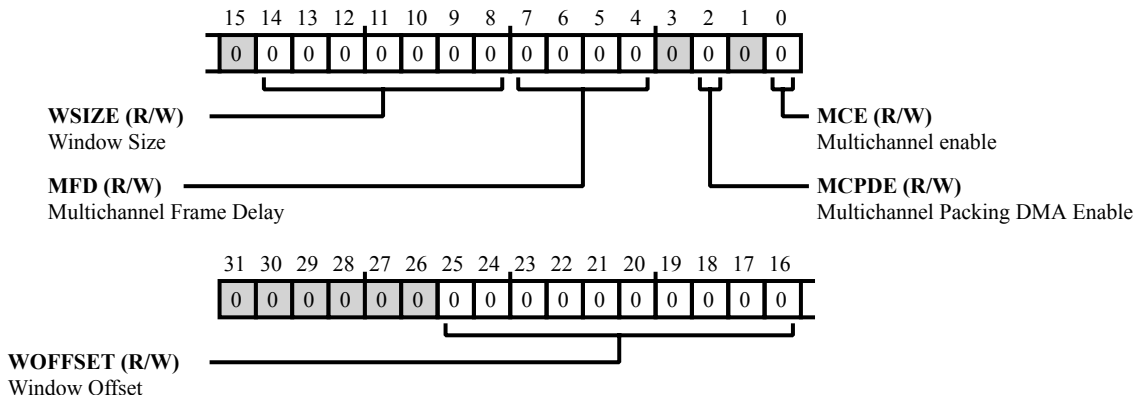 15 14 13 12 11 10 9 8 7 6 5 4 3 2 1 0
0 0 0 0 0 0 0 0 0 0 0 0 0 0 0 0
WSIZE (R/W)
Window Size
MCE (R/W)
Multichannel enable
MFD (R/W)
Multichannel Frame Delay
MCPDE (R/W)
Multichannel Packing DMA Enable
31 30 29 28 27 26 25 24 23 22 21 20 19 18 17 16
0 0 0 0 0 0 0 0 0 0 0 0 0 0 0 0
WOFFSET (R/W)
Window Offset